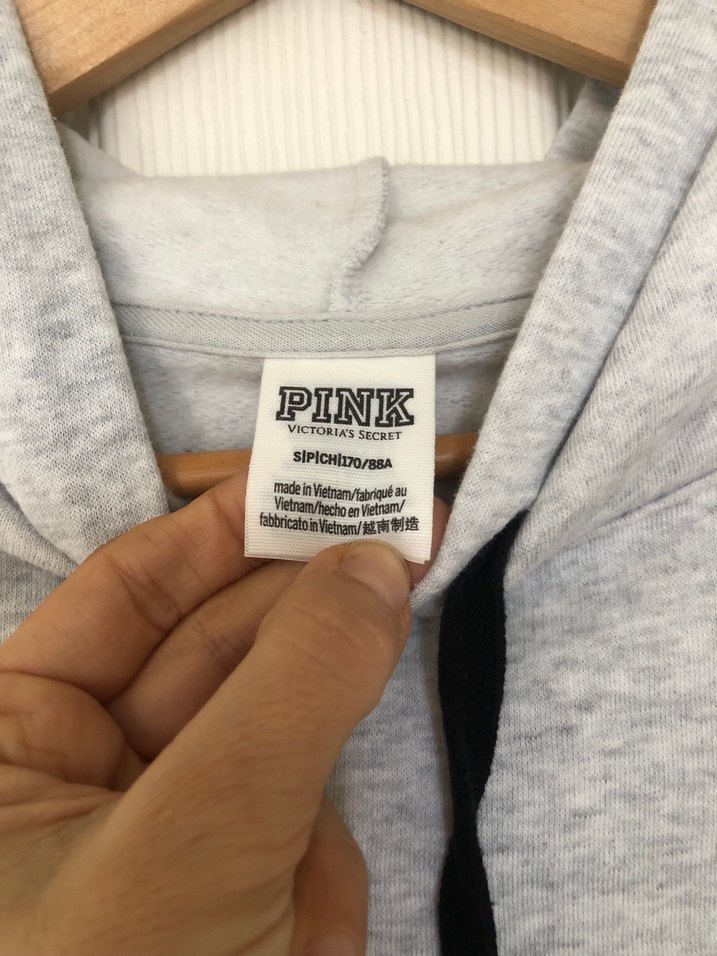 PINK
VICTORIA'S SECRET
S|P|CH|170/88A
made in Vietnam/fabriqué au
Vietnam/hecho en Vietnam/
fabbricato in Vietnam/越南制造